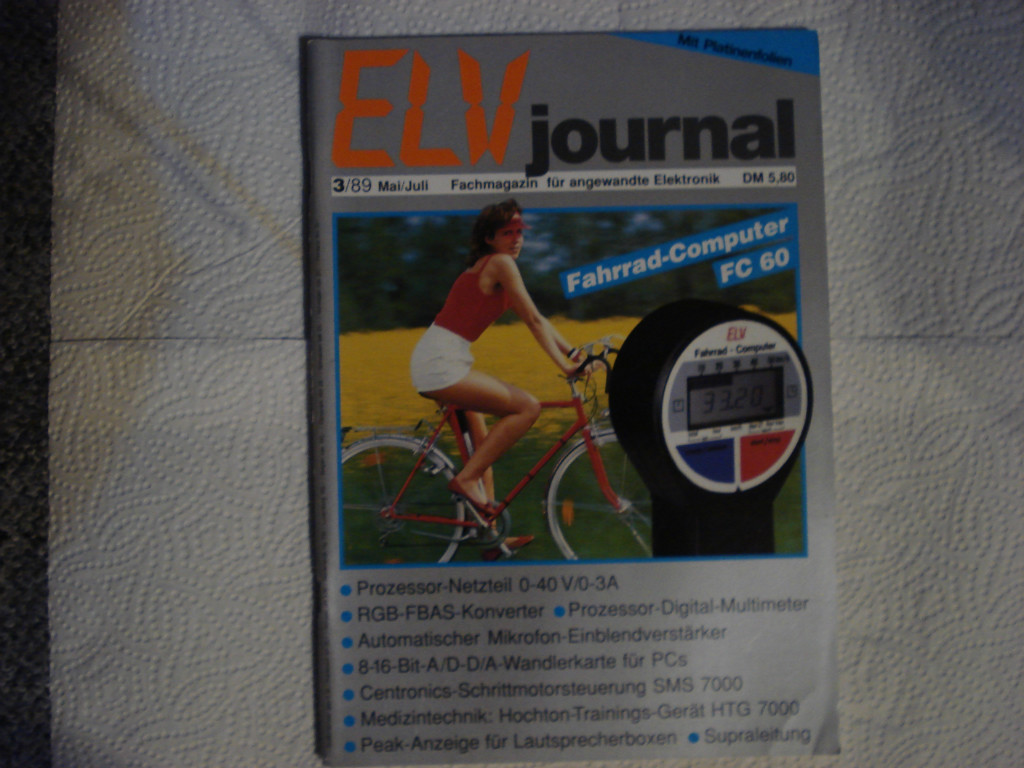 Mit Platinenfolien
ELV journal
3/89 Mai/Juli Fachmagazin für angewandte Elektronik DM 5,80
Fahrrad-Computer
FC 60
ELV
Fahrrad - Computer
33.20
• Prozessor-Netzteil 0-40 V/0-3A
• RGB-FBAS-Konverter • Prozessor-Digital-Multimeter
• Automatischer Mikrofon-Einblendverstärker
• 8-16-Bit-A/D-D/A-Wandlerkarte für PCs
• Centronics-Schrittmotorsteuerung SMS 7000
• Medizintechnik: Hochton-Trainings-Gerät HTG 7000
• Peak-Anzeige für Lautsprecherboxen • Supraleitung